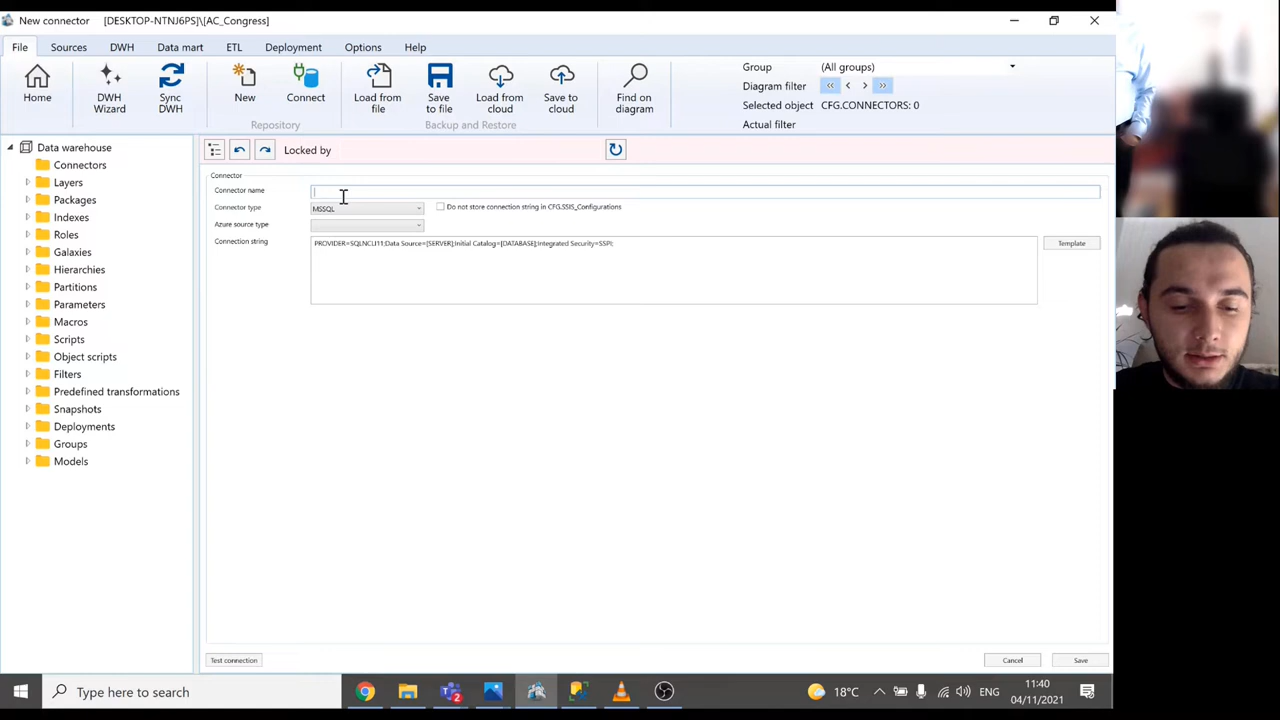 New connector [DESKTOP-NTNJ6PS]\[AC_Congress]
File Sources DWH Data mart ETL Deployment Options Help
Home
DWH Wizard
Sync DWH
New
Connect
Repository
Load from file
Save to file
Load from cloud
Save to cloud
Backup and Restore
Find on diagram
Group (All groups)
Diagram filter << < > >>
Selected object CFG.CONNECTORS: 0
Actual filter
Data warehouse
Connectors
Layers
Packages
Indexes
Roles
Galaxies
Hierarchies
Partitions
Parameters
Macros
Scripts
Object scripts
Filters
Predefined transformations
Snapshots
Deployments
Groups
Models
Locked by
Connector
Connector name
Connector type MSSQL Do not store connection string in CFG.SSIS_Configurations
Azure source type
Connection string PROVIDER=SQLNCLI11;Data Source=[SERVER];Initial Catalog=[DATABASE];Integrated Security=SSPI; Template
Test connection Cancel Save
Type here to search 2 18°C ENG 11:40
04/11/2021